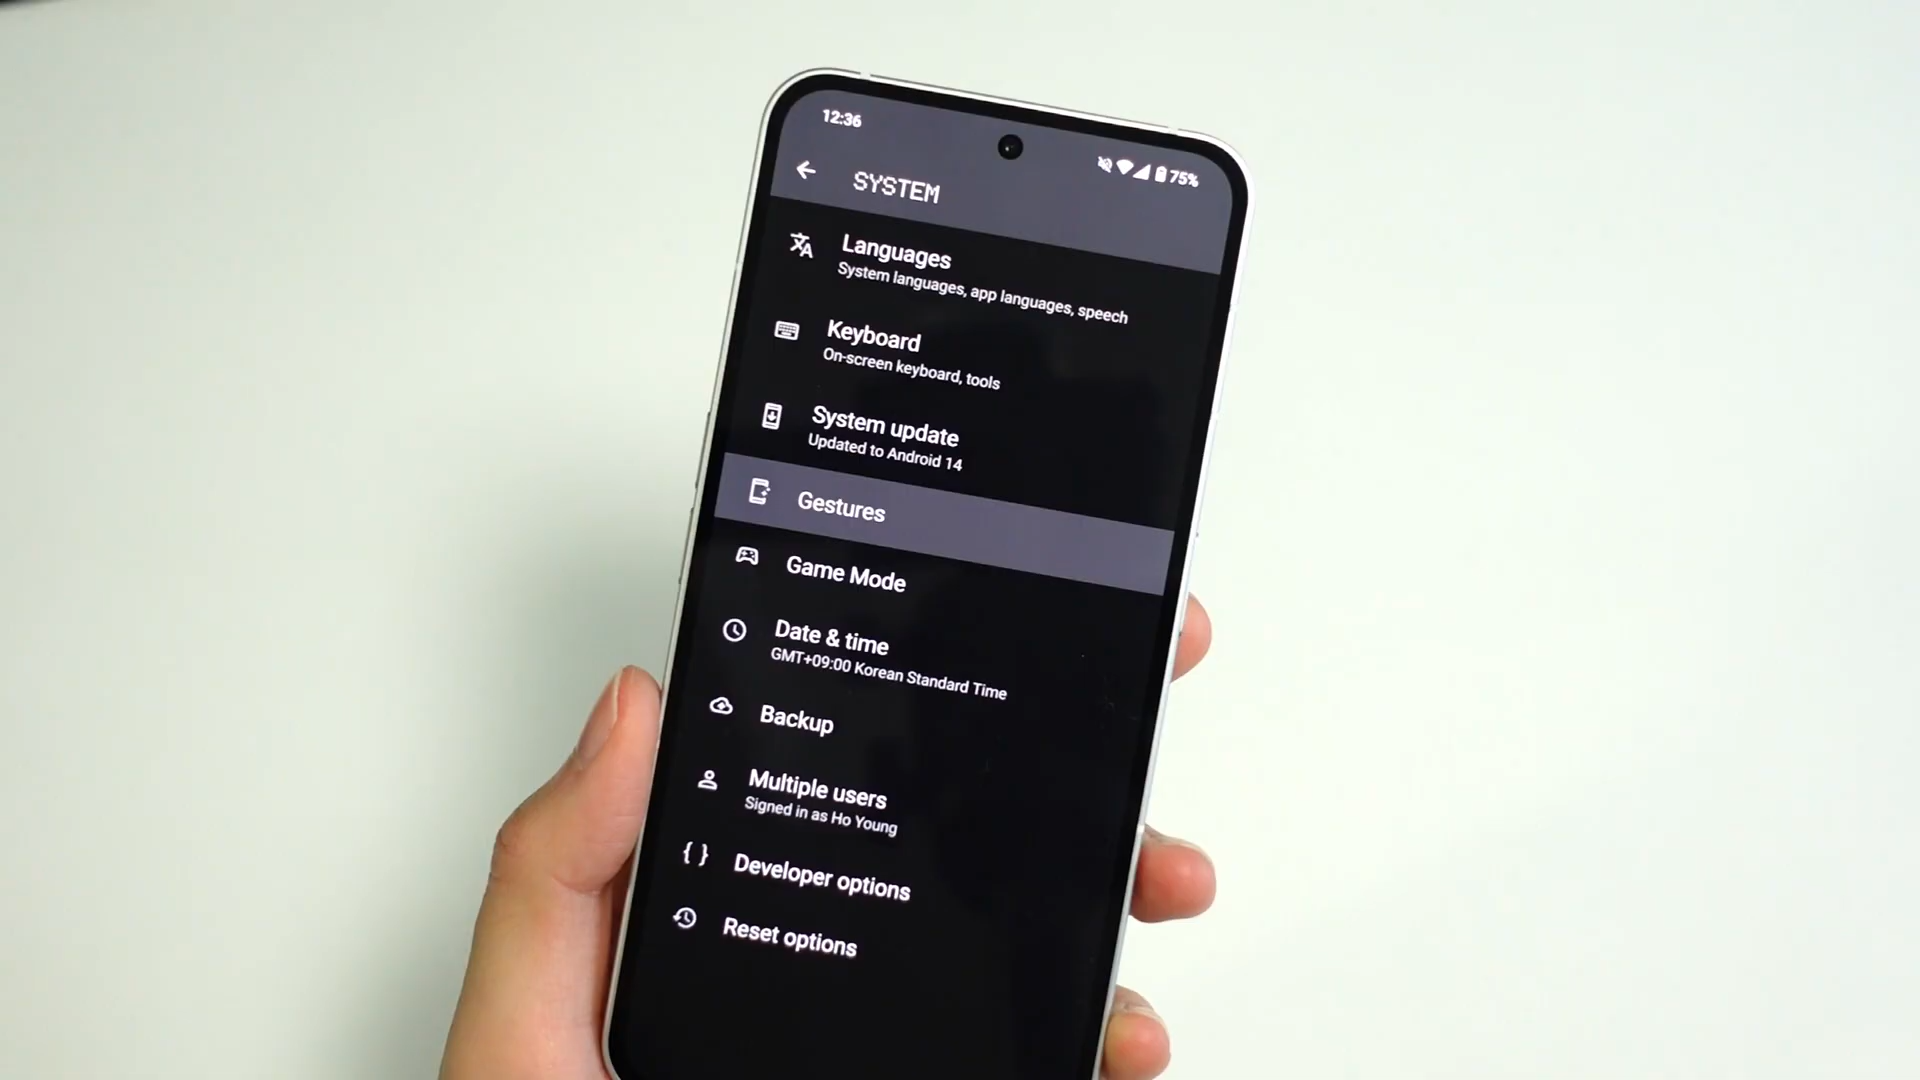 12:36
75%
SYSTEM
Languages
System languages, app languages, speech
Keyboard
On-screen keyboard, tools
System update
Updated to Android 14
Gestures
Game Mode
Date & time
GMT+09:00 Korean Standard Time
Backup
Multiple users
Signed in as Ho Young
{ } Developer options
Reset options